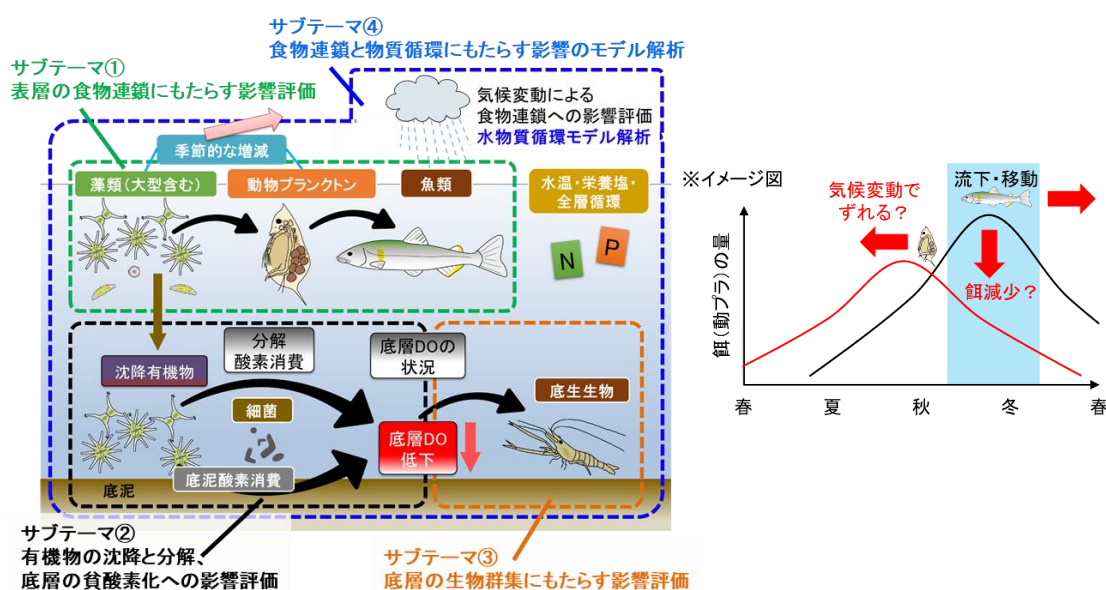 サブテーマ④
食物連鎖と物質循環にもたらす影響のモデル解析
サブテーマ①
表層の食物連鎖にもたらす影響評価
気候変動による
食物連鎖への影響評価
水物質循環モデル解析
季節的な増減
藻類(大型含む)
動物プランクトン
魚類
水温・栄養塩・
全層循環
N
P
沈降有機物
分解
酸素消費
底層DOの
状況
細菌
底層DO
低下
底生生物
底泥酸素消費
底泥
サブテーマ②
有機物の沈降と分解、
底層の貧酸素化への影響評価
サブテーマ③
底層の生物群集にもたらす影響評価
※イメージ図
気候変動で
ずれる?
流下・移動
餌減少?
餌(動プラ)の量
春
夏
秋
冬
春